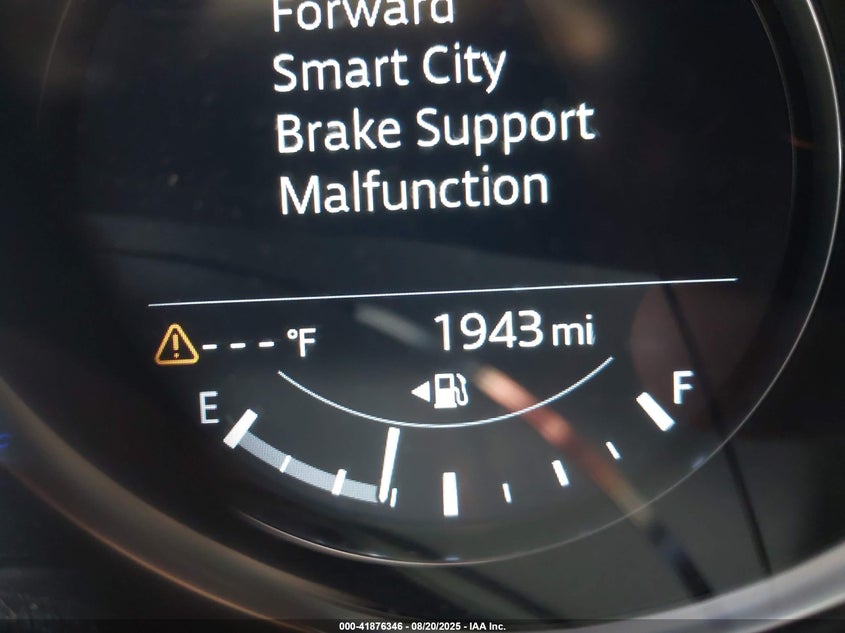 Forward
Smart City
Brake Support
Malfunction
--- °F 1943 mi
E F
000-41876346 - 08/20/2025 - IAA Inc.